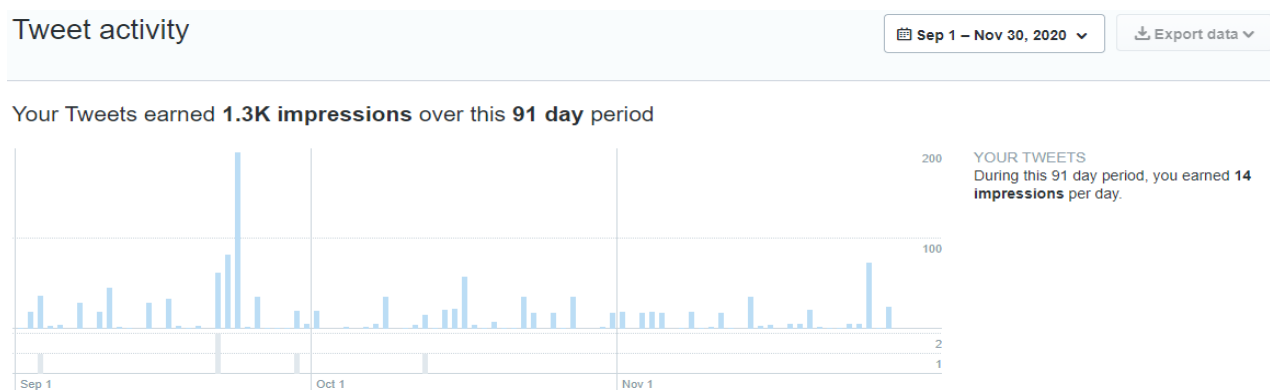 Tweet activity
Sep 1 – Nov 30, 2020
Export data
Your Tweets earned 1.3K impressions over this 91 day period
200
YOUR TWEETS
During this 91 day period, you earned 14
impressions per day.
100
2
1
Sep 1
Oct 1
Nov 1